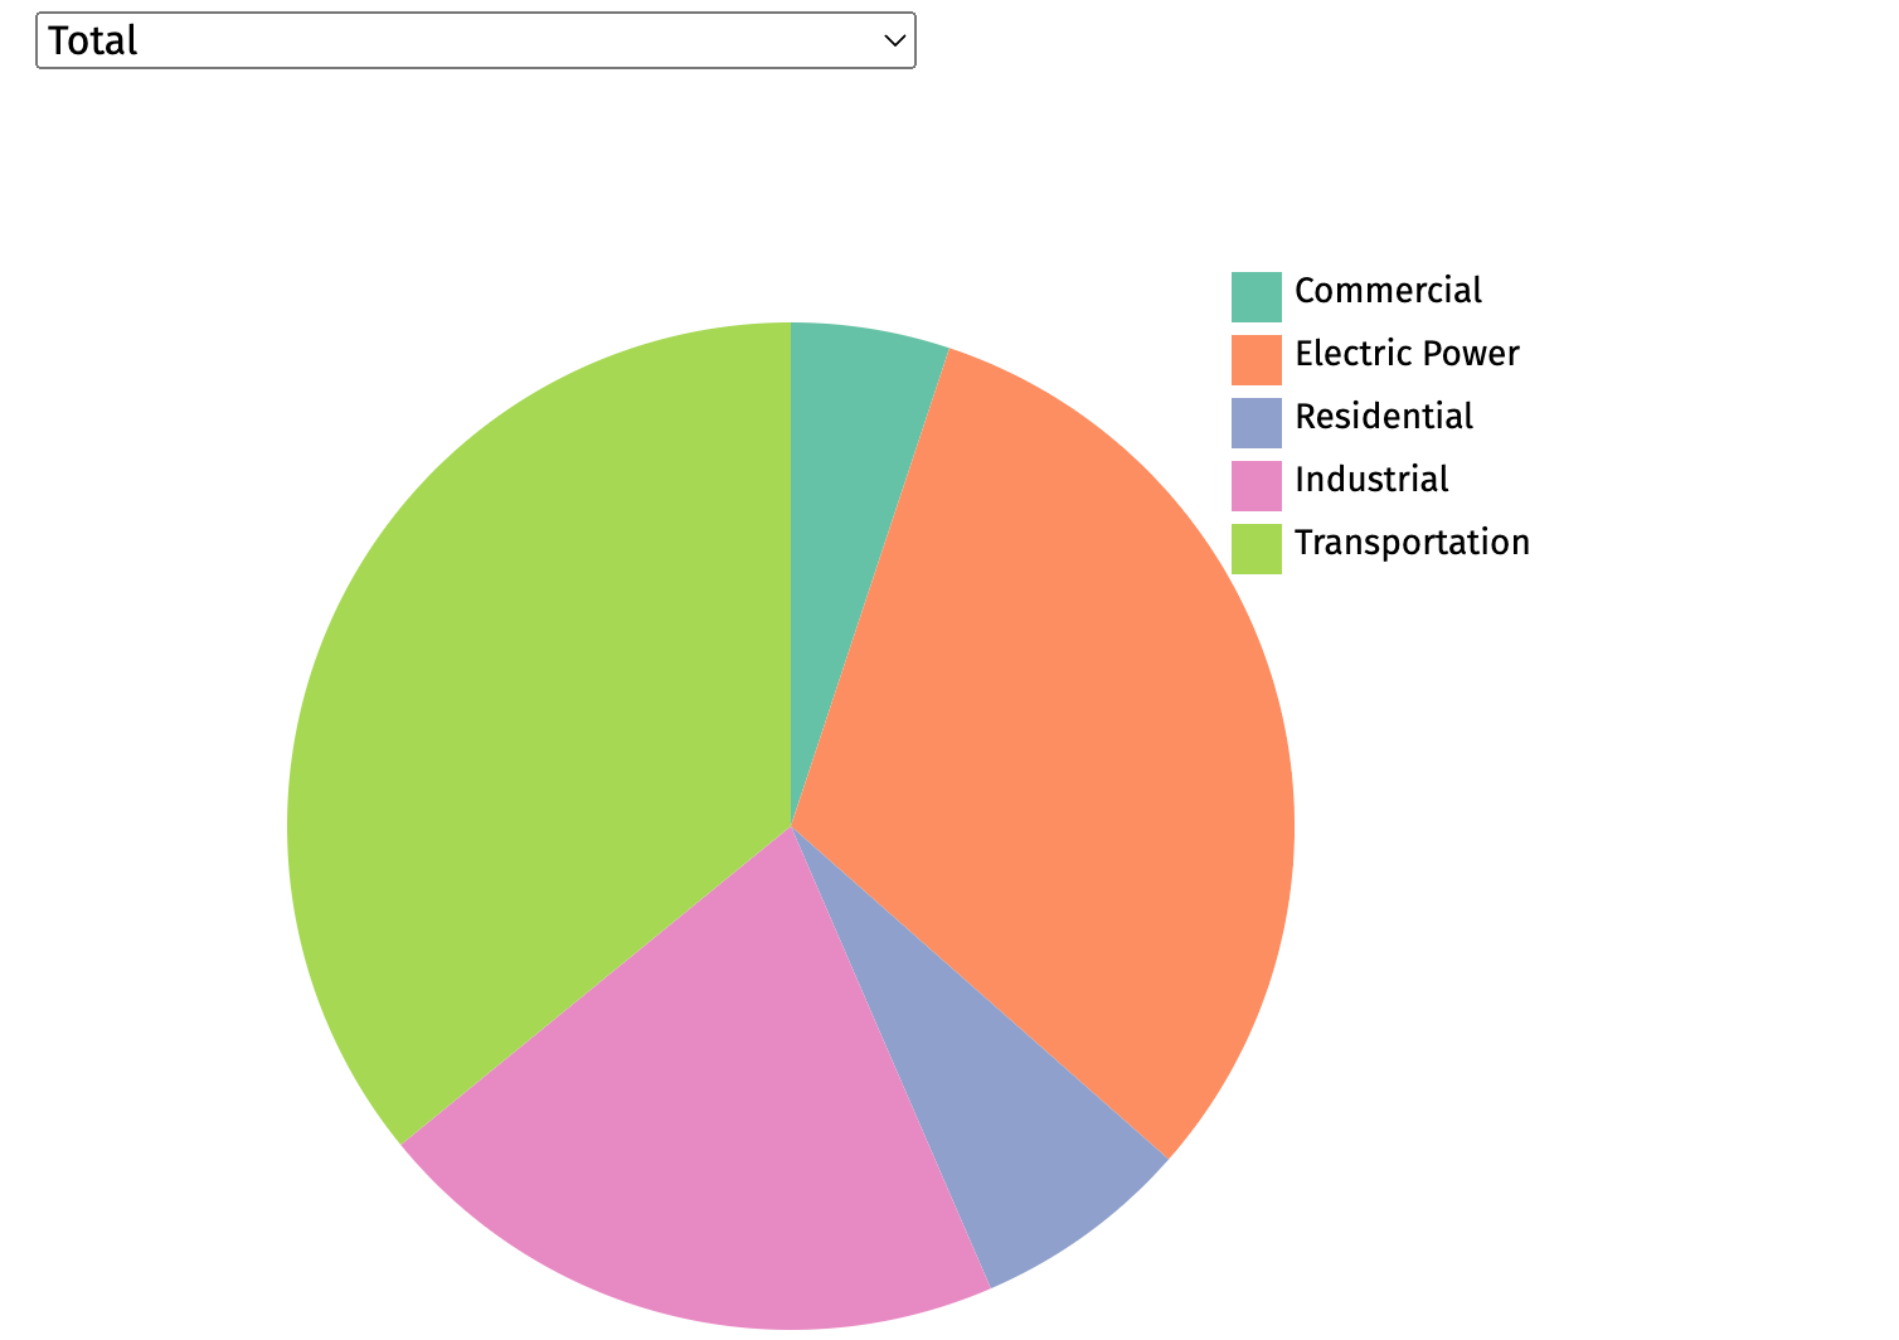 Total
Commercial
Electric Power
Residential
Industrial
Transportation